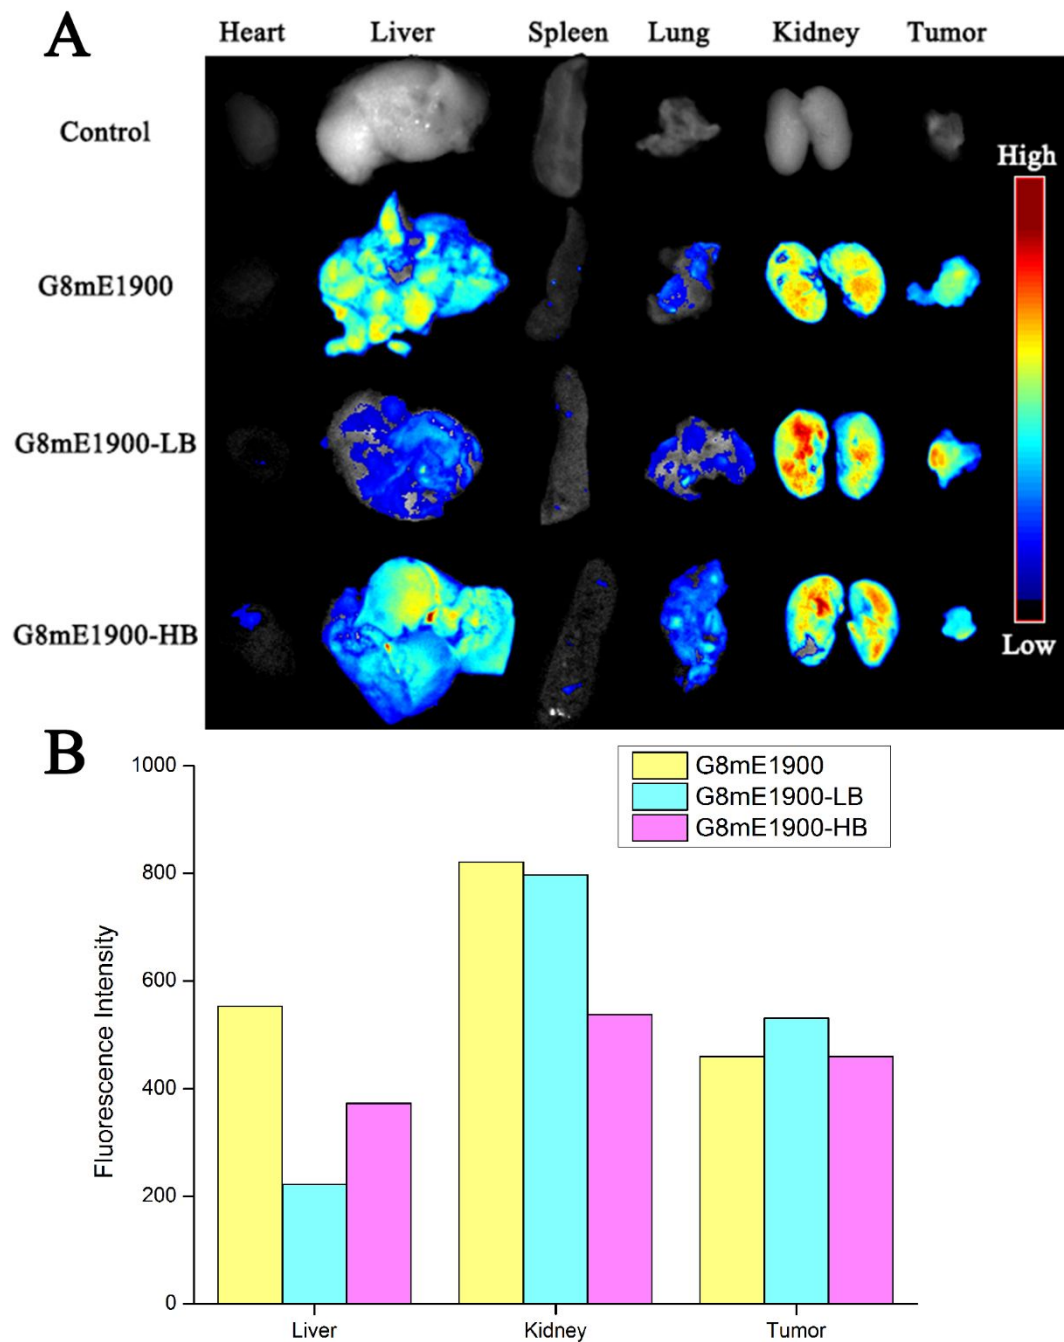 A
Heart Liver Spleen Lung Kidney Tumor
Control
High
G8mE1900
G8mE1900-LB
G8mE1900-HB
Low
B
1000
G8mE1900
G8mE1900-LB
G8mE1900-HB
800
600
400
200
0
Fluorescence Intensity
Liver Kidney Tumor